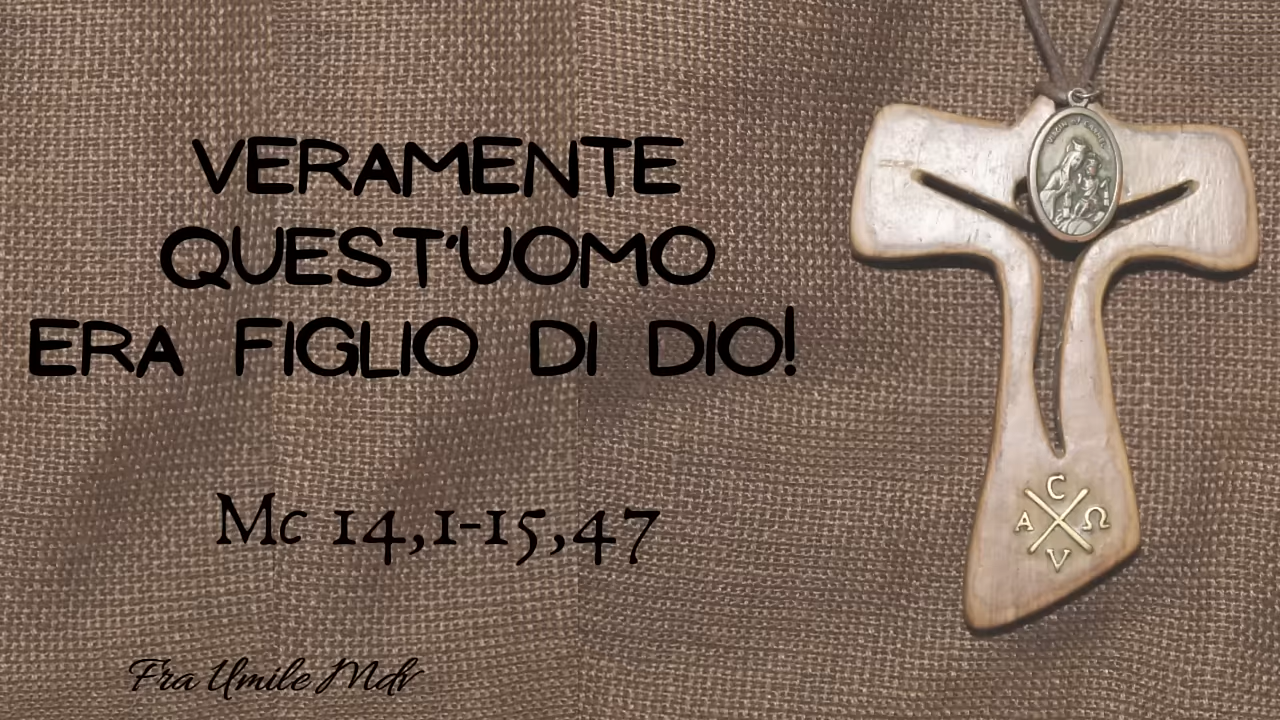 VERAMENTE
QUEST'UOMO
ERA FIGLIO DI DIO!
Mc 14,1-15,47
Fra Umile Mdv
C
A Ω
V